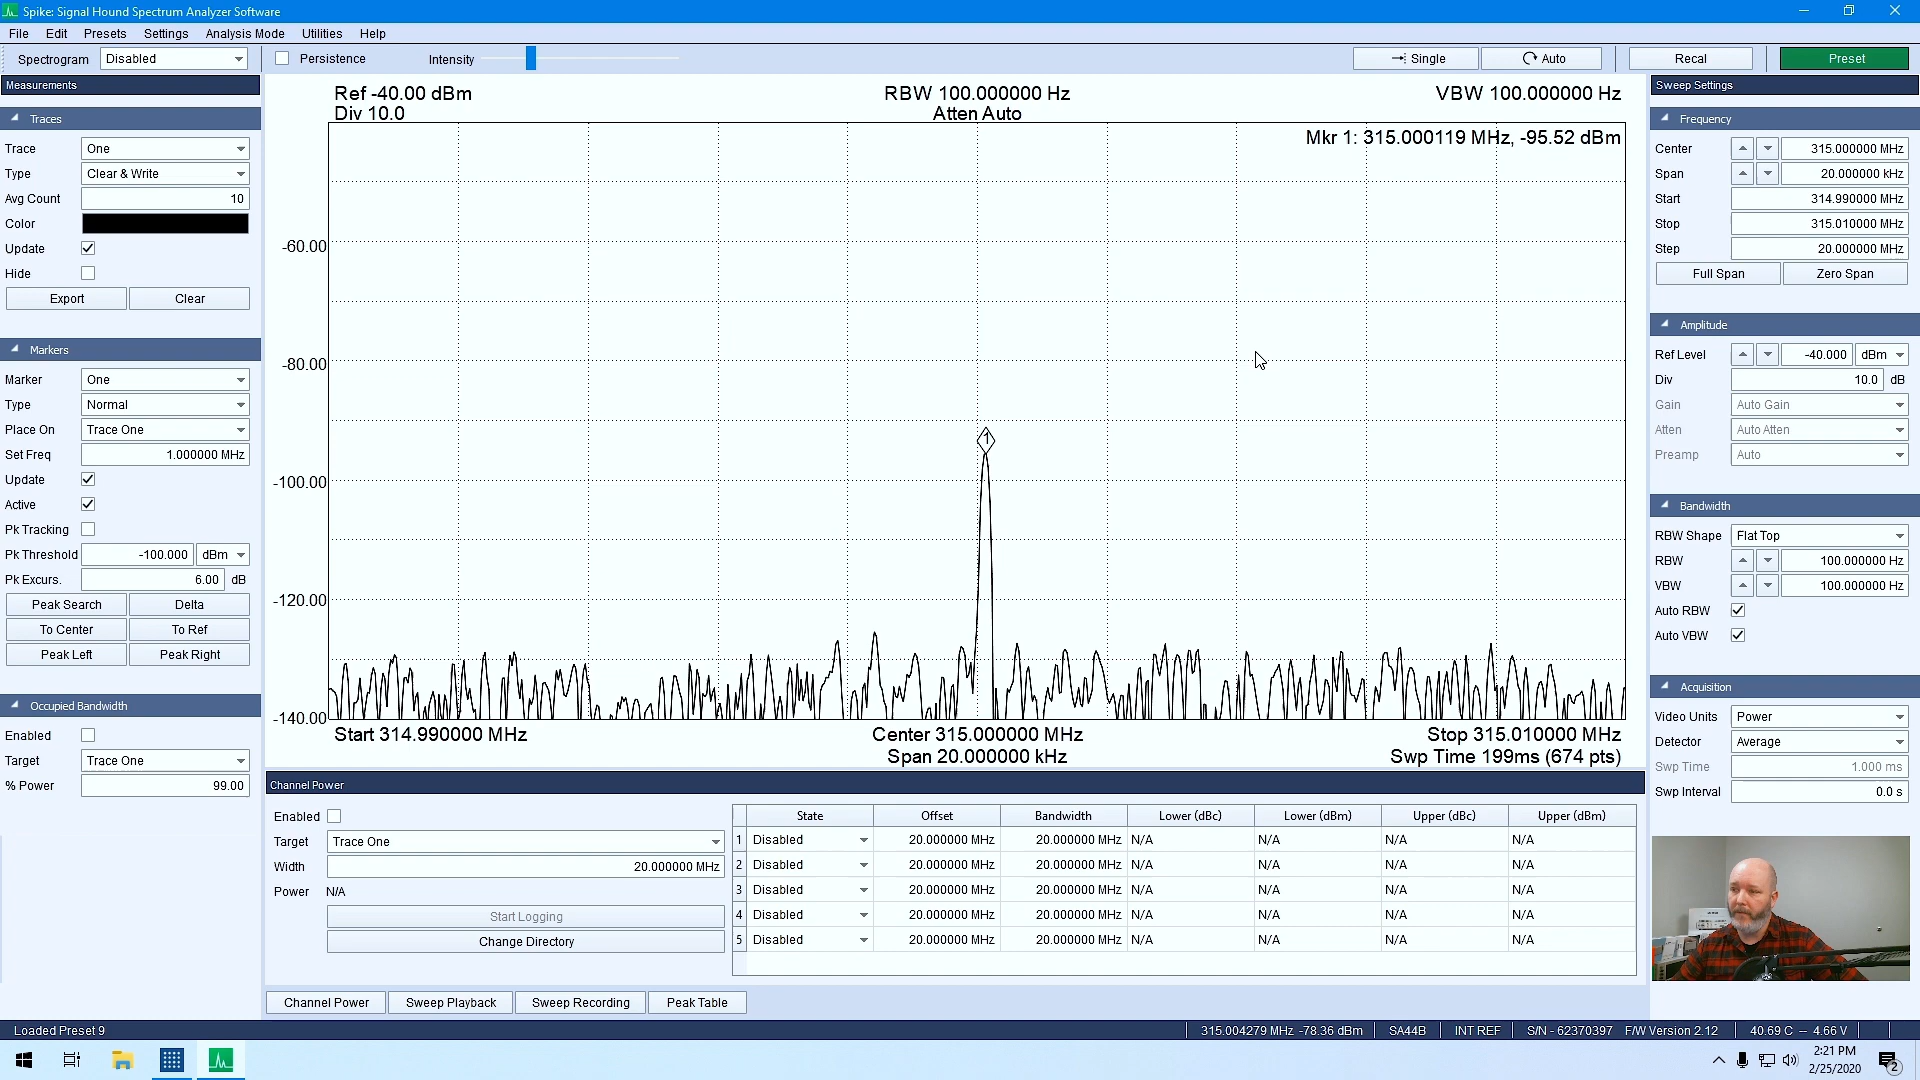 Spike: Signal Hound Spectrum Analyzer Software
File Edit Presets Settings Analysis Mode Utilities Help
Spectrogram Disabled Persistence Intensity Single Auto Recal Preset
Measurements
Traces
Trace One
Type Clear & Write
Avg Count 10
Color
Update
Hide
Export Clear
Markers
Marker One
Type Normal
Place On Trace One
Set Freq 1.000000 MHz
Update
Active
Pk Tracking
Pk Threshold -100.000 dBm
Pk Excurs. 6.00 dB
Peak Search Delta
To Center To Ref
Peak Left Peak Right
Occupied Bandwidth
Enabled
Target Trace One
% Power 99.00
Ref -40.00 dBm RBW 100.000000 Hz VBW 100.000000 Hz
Div 10.0 Atten Auto
Mkr 1: 315.000119 MHz, -95.52 dBm
-60.00
-80.00
1
-100.00
-120.00
-140.00
Start 314.990000 MHz Center 315.000000 MHz Stop 315.010000 MHz
Span 20.000000 kHz Swp Time 199ms (674 pts)
Channel Power
Enabled
Target Trace One
Width 20.000000 MHz
Power N/A
Start Logging
Change Directory
State Offset Bandwidth Lower (dBc) Lower (dBm) Upper (dBc) Upper (dBm)
1 Disabled 20.000000 MHz 20.000000 MHz N/A N/A N/A N/A
2 Disabled 20.000000 MHz 20.000000 MHz N/A N/A N/A N/A
3 Disabled 20.000000 MHz 20.000000 MHz N/A N/A N/A N/A
4 Disabled 20.000000 MHz 20.000000 MHz N/A N/A N/A N/A
5 Disabled 20.000000 MHz 20.000000 MHz N/A N/A N/A N/A
Channel Power Sweep Playback Sweep Recording Peak Table
Sweep Settings
Frequency
Center 315.000000 MHz
Span 20.000000 kHz
Start 314.990000 MHz
Stop 315.010000 MHz
Step 20.000000 MHz
Full Span Zero Span
Amplitude
Ref Level -40.000 dBm
Div 10.0 dB
Gain Auto Gain
Atten Auto Atten
Preamp Auto
Bandwidth
RBW Shape Flat Top
RBW 100.000000 Hz
VBW 100.000000 Hz
Auto RBW
Auto VBW
Acquisition
Video Units Power
Detector Average
Swp Time 1.000 ms
Swp Interval 0.0 s
Loaded Preset 9 315.004279 MHz -78.36 dBm SA44B INT REF S/N - 62370397 F/W Version 2.12 40.69 C -- 4.66 V
2:21 PM
2/25/2020
2